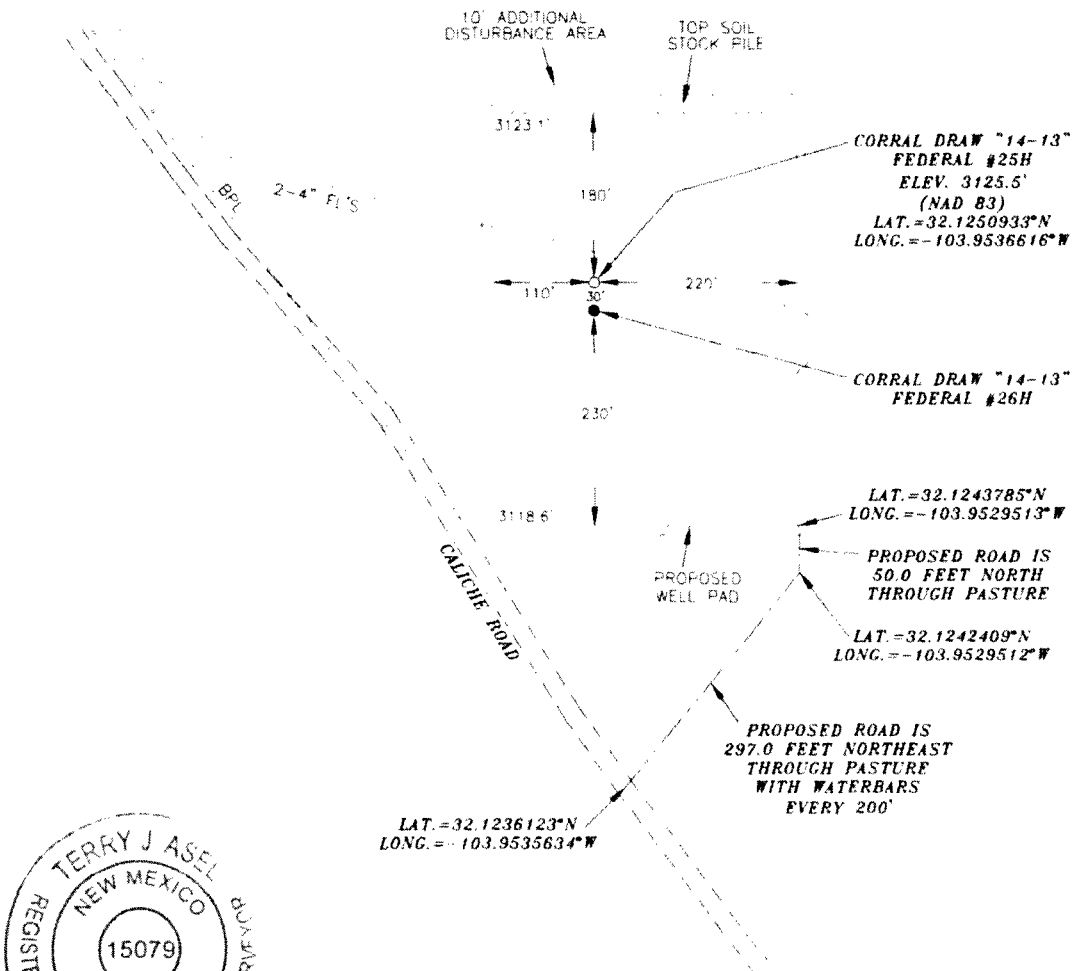 10' ADDITIONAL
DISTURBANCE AREA
TOP SOIL
STOCK PILE
3123.1'
CORRAL DRAW "14-13"
FEDERAL #25H
ELEV. 3125.5'
(NAD 83)
LAT.=32.1250933°N
LONG.=-103.9536616°W
BPL
2-4" FL'S
180'
110'
30'
220'
CORRAL DRAW "14-13"
FEDERAL #26H
230'
3118.6'
LAT.=32.1243785°N
LONG.=-103.9529513°W
PROPOSED
WELL PAD
PROPOSED ROAD IS
50.0 FEET NORTH
THROUGH PASTURE
CALICHE ROAD
LAT.=32.1242409°N
LONG.=-103.9529512°W
PROPOSED ROAD IS
297.0 FEET NORTHEAST
THROUGH PASTURE
WITH WATERBARS
EVERY 200'
LAT.=32.1236123°N
LONG.=-103.9535634°W
TERRY J ASEL
NEW MEXICO
15079